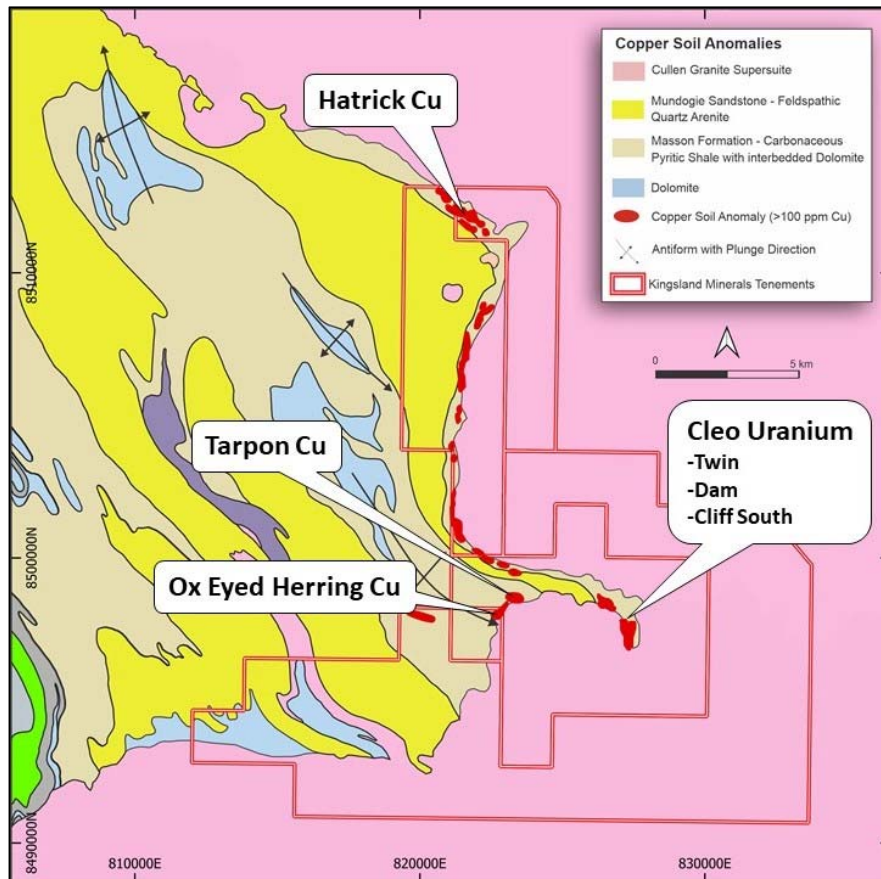 Copper Soil Anomalies
Cullen Granite Supersuite
Mundogie Sandstone - Feldspathic
Quartz Arenite
Masson Formation - Carbonaceous
Pyritic Shale with interbedded Dolomite
Dolomite
Copper Soil Anomaly (>100 ppm Cu)
Antiform with Plunge Direction
Kingsland Minerals Tenements
Hatrick Cu
0
5 km
8510000N
Tarpon Cu
Cleo Uranium
-Twin
-Dam
-Cliff South
8500000N
Ox Eyed Herring Cu
8490000N
810000E
820000E
830000E